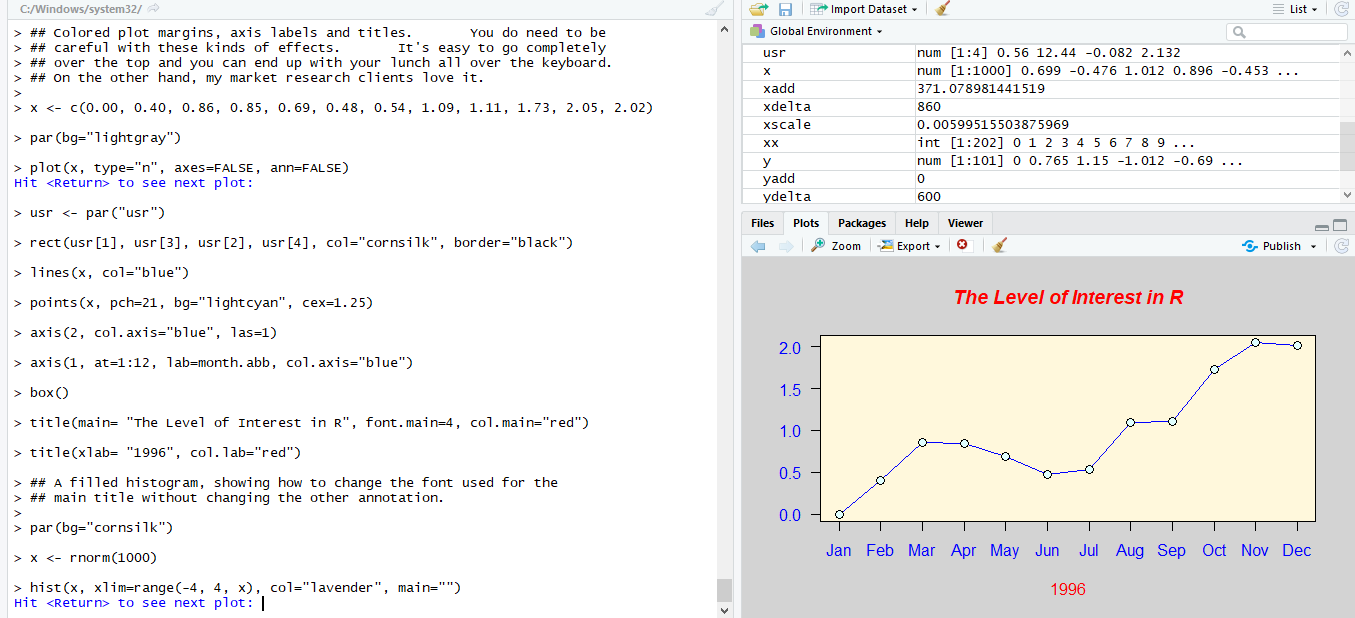 C:/Windows/system32/
> ## Colored plot margins, axis labels and titles.       You do need to be
> ## careful with these kinds of effects.       It's easy to go completely
> ## over the top and you can end up with your lunch all over the keyboard.
> ## On the other hand, my market research clients love it.
>
> x <- c(0.00, 0.40, 0.86, 0.85, 0.69, 0.48, 0.54, 1.09, 1.11, 1.73, 2.05, 2.02)
> par(bg="lightgray")
> plot(x, type="n", axes=FALSE, ann=FALSE)
Hit <Return> to see next plot:
> usr <- par("usr")
> rect(usr[1], usr[3], usr[2], usr[4], col="cornsilk", border="black")
> lines(x, col="blue")
> points(x, pch=21, bg="lightcyan", cex=1.25)
> axis(2, col.axis="blue", las=1)
> axis(1, at=1:12, lab=month.abb, col.axis="blue")
> box()
> title(main= "The Level of Interest in R", font.main=4, col.main="red")
> title(xlab= "1996", col.lab="red")
> ## A filled histogram, showing how to change the font used for the
> ## main title without changing the other annotation.
>
> par(bg="cornsilk")
> x <- rnorm(1000)
> hist(x, xlim=range(-4, 4, x), col="lavender", main="")
Hit <Return> to see next plot:
Import Dataset List
Global Environment
usr num [1:4] 0.56 12.44 -0.082 2.132
x num [1:1000] 0.699 -0.476 1.012 0.896 -0.453 ...
xadd 371.078981441519
xdelta 860
xscale 0.00599515503875969
xx int [1:202] 0 1 2 3 4 5 6 7 8 9 ...
y num [1:101] 0 0.765 1.15 -1.012 -0.69 ...
yadd 0
ydelta 600
Files Plots Packages Help Viewer
Zoom Export Publish
The Level of Interest in R
2.0
1.5
1.0
0.5
0.0
Jan Feb Mar Apr May Jun Jul Aug Sep Oct Nov Dec
1996